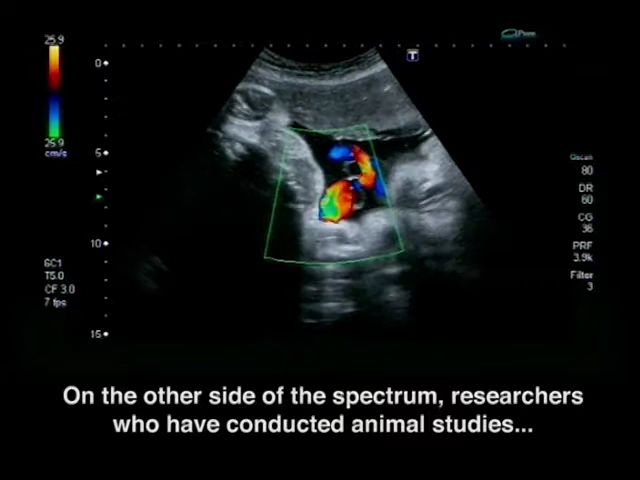 25.9
25.9
cm/s
0
5
10
15
T
6C1
T5.0
CF 3.0
7 fps
80
DR
60
CG
36
PRF
3.9k
Filter
3
On the other side of the spectrum, researchers
who have conducted animal studies...